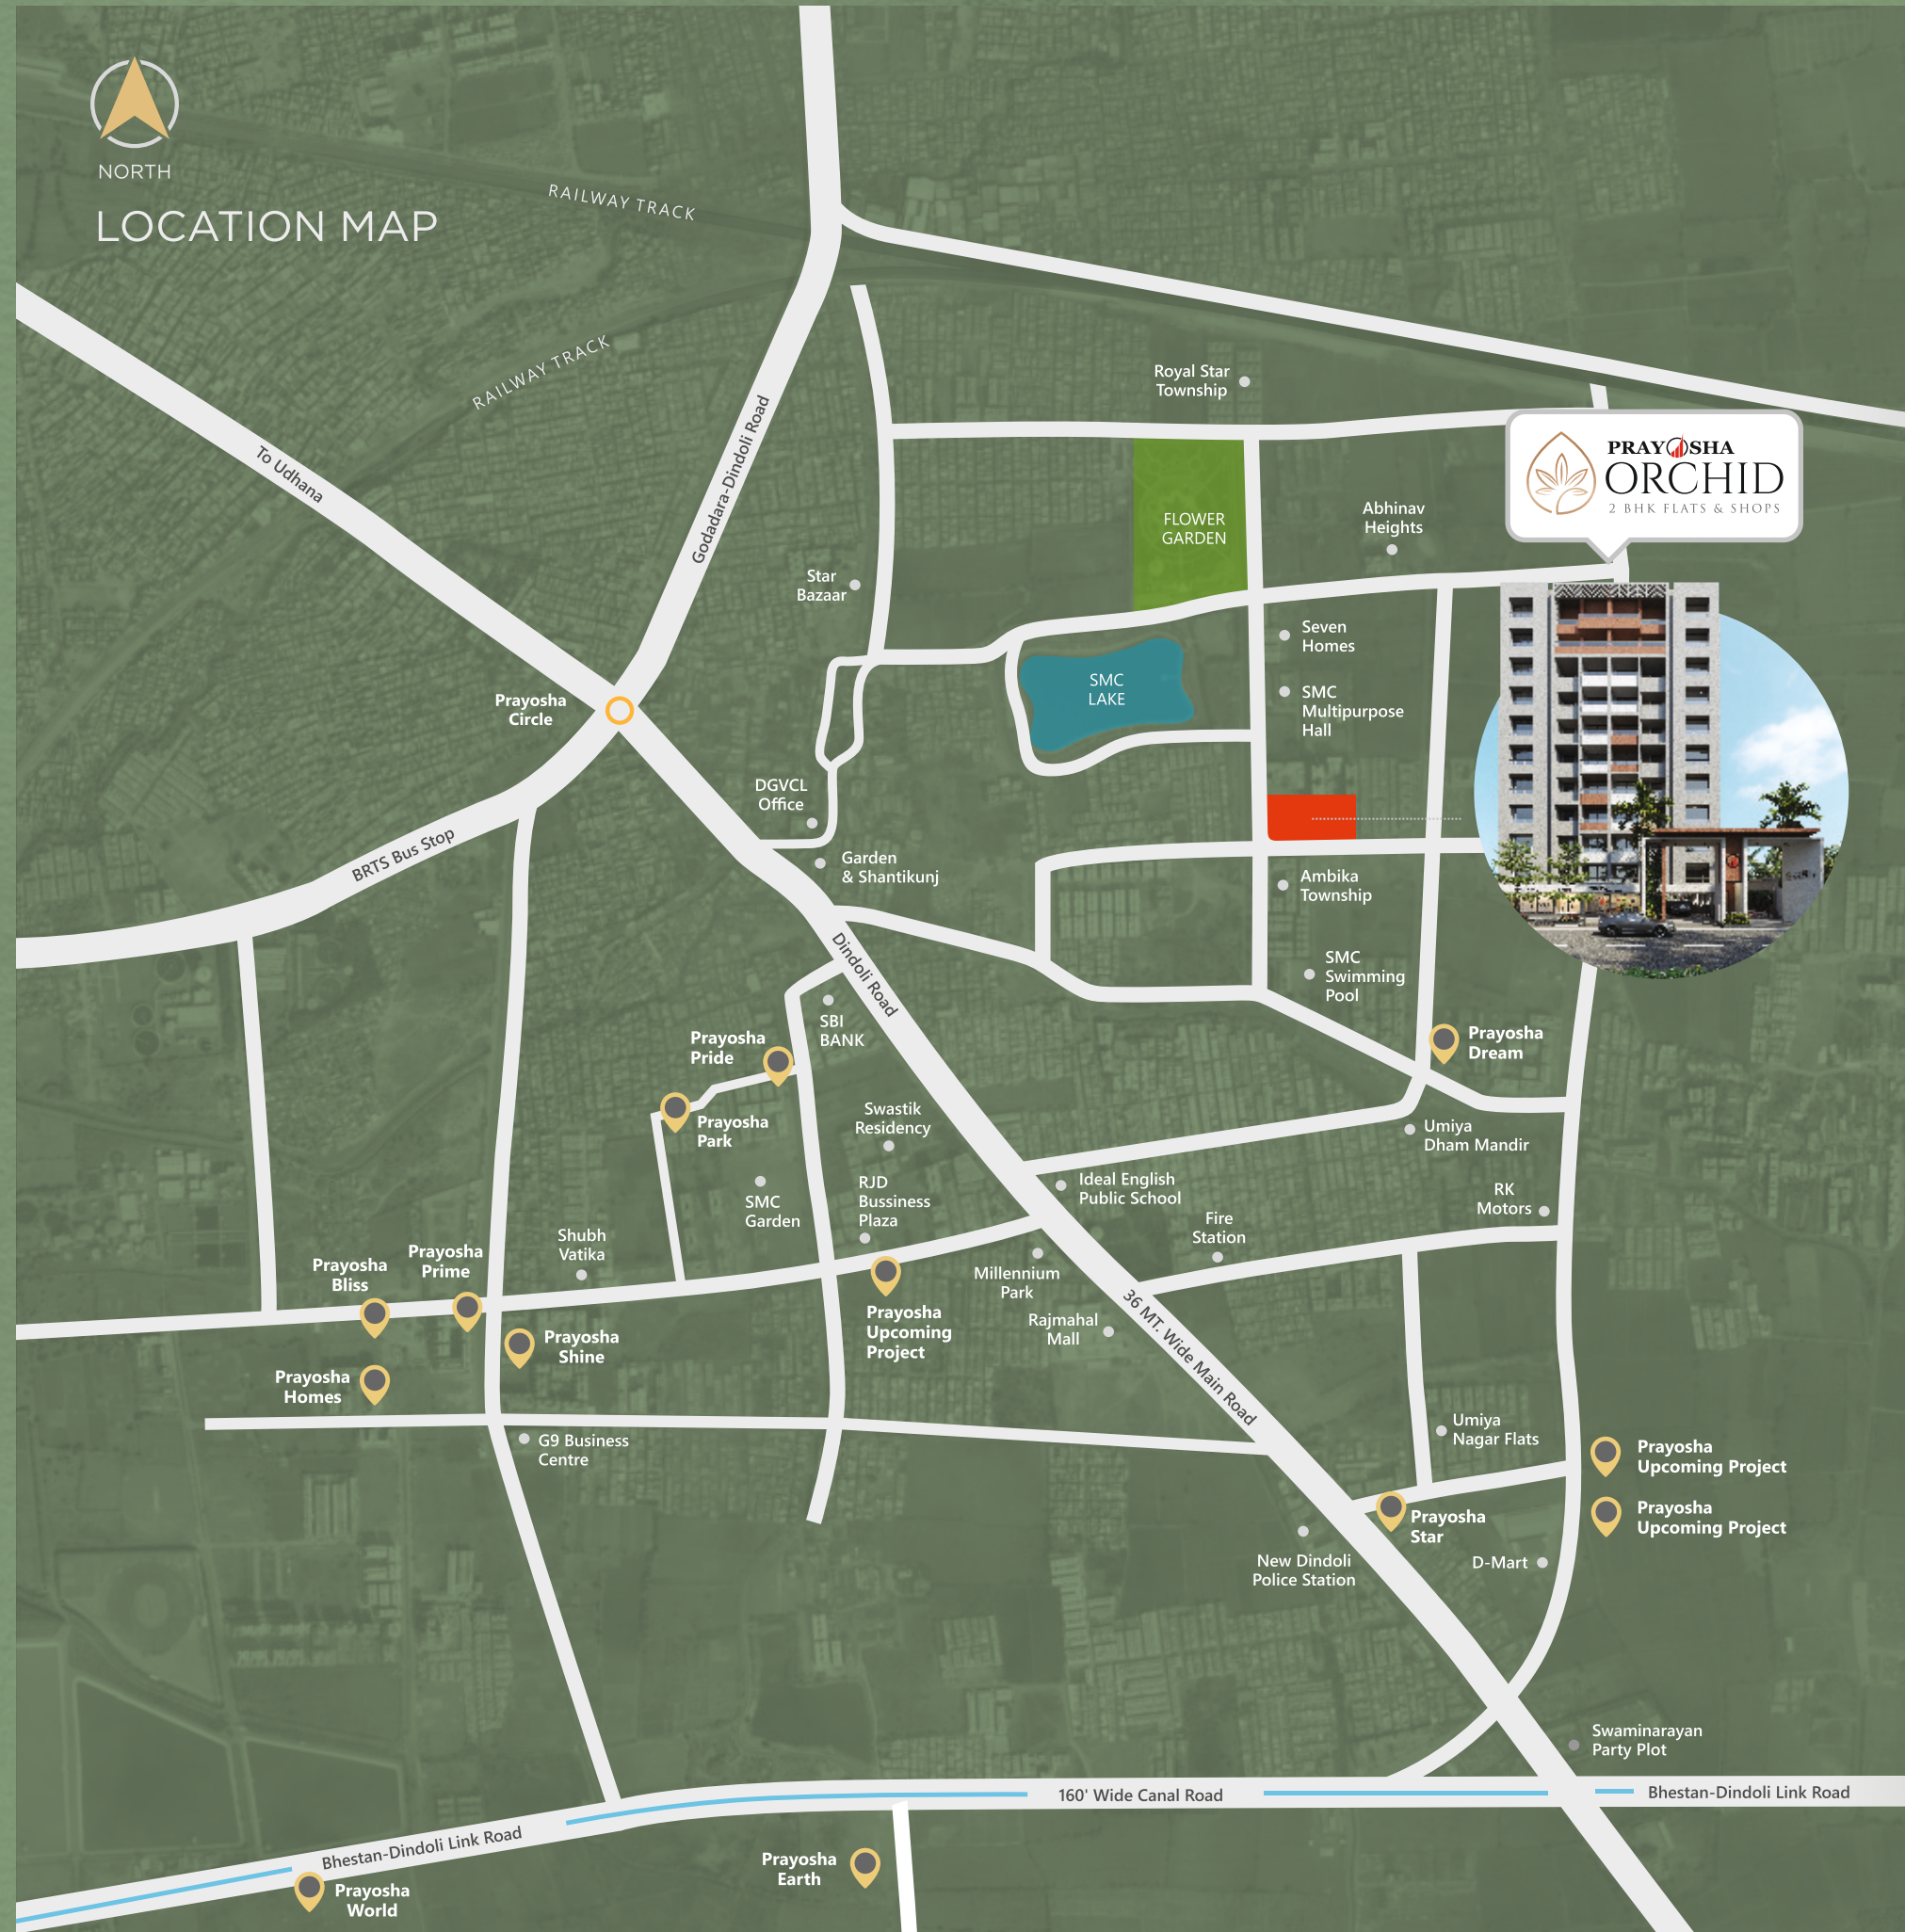 NORTH
LOCATION MAP
RAILWAY TRACK
RAILWAY TRACK
To Udhana
Godadara-Dindoli Road
Royal Star
Township
PRAYOSHA
ORCHID
2 BHK FLATS & SHOPS
FLOWER
GARDEN
Abhinav
Heights
Star
Bazaar
Seven
Homes
SMC
LAKE
SMC
Multipurpose
Hall
Prayosha
Circle
DGVCL
Office
BRTS Bus Stop
Garden
& Shantikunj
Ambika
Township
Dindoli Road
SMC
Swimming
Pool
SBI
BANK
Prayosha
Pride
Prayosha
Dream
Prayosha
Park
Swastik
Residency
Umiya
Dham Mandir
SMC
Garden
RJD
Bussiness
Plaza
Ideal English
Public School
RK
Motors
Shubh
Vatika
Fire
Station
Prayosha
Bliss
Prayosha
Prime
Millennium
Park
Prayosha
Upcoming
Project
Rajmahal
Mall
36 MT. Wide Main Road
Prayosha
Shine
Prayosha
Homes
G9 Business
Centre
Umiya
Nagar Flats
Prayosha
Upcoming Project
Prayosha
Upcoming Project
Prayosha
Star
New Dindoli
Police Station
D-Mart
Swaminarayan
Party Plot
160' Wide Canal Road
Bhestan-Dindoli Link Road
Bhestan-Dindoli Link Road
Prayosha
Earth
Prayosha
World